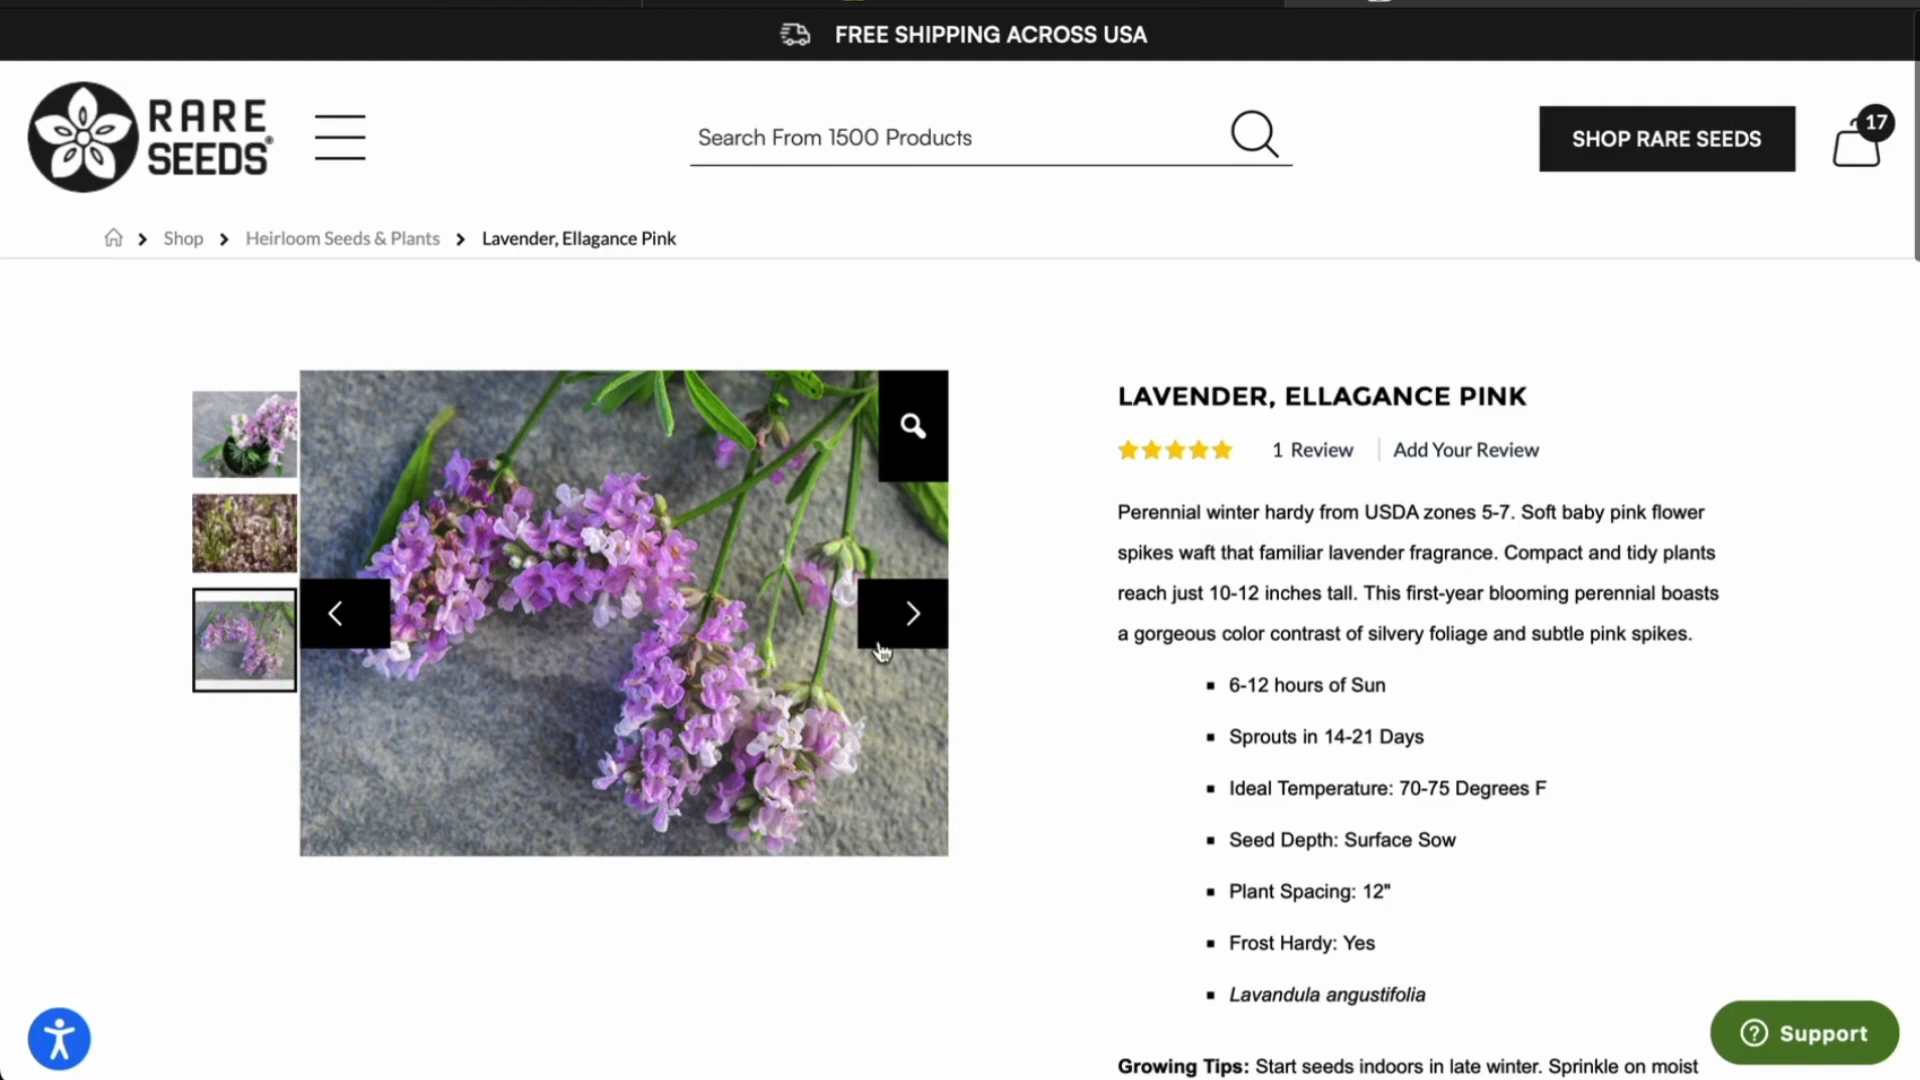 FREE SHIPPING ACROSS USA
RARE
SEEDS®
Search From 1500 Products
SHOP RARE SEEDS
17
Shop
Heirloom Seeds & Plants
Lavender, Ellagance Pink
LAVENDER, ELLAGANCE PINK
1 Review
Add Your Review
Perennial winter hardy from USDA zones 5-7. Soft baby pink flower
spikes waft that familiar lavender fragrance. Compact and tidy plants
reach just 10-12 inches tall. This first-year blooming perennial boasts
a gorgeous color contrast of silvery foliage and subtle pink spikes.
6-12 hours of Sun
Sprouts in 14-21 Days
Ideal Temperature: 70-75 Degrees F
Seed Depth: Surface Sow
Plant Spacing: 12"
Frost Hardy: Yes
Lavandula angustifolia
Growing Tips: Start seeds indoors in late winter. Sprinkle on moist
Support